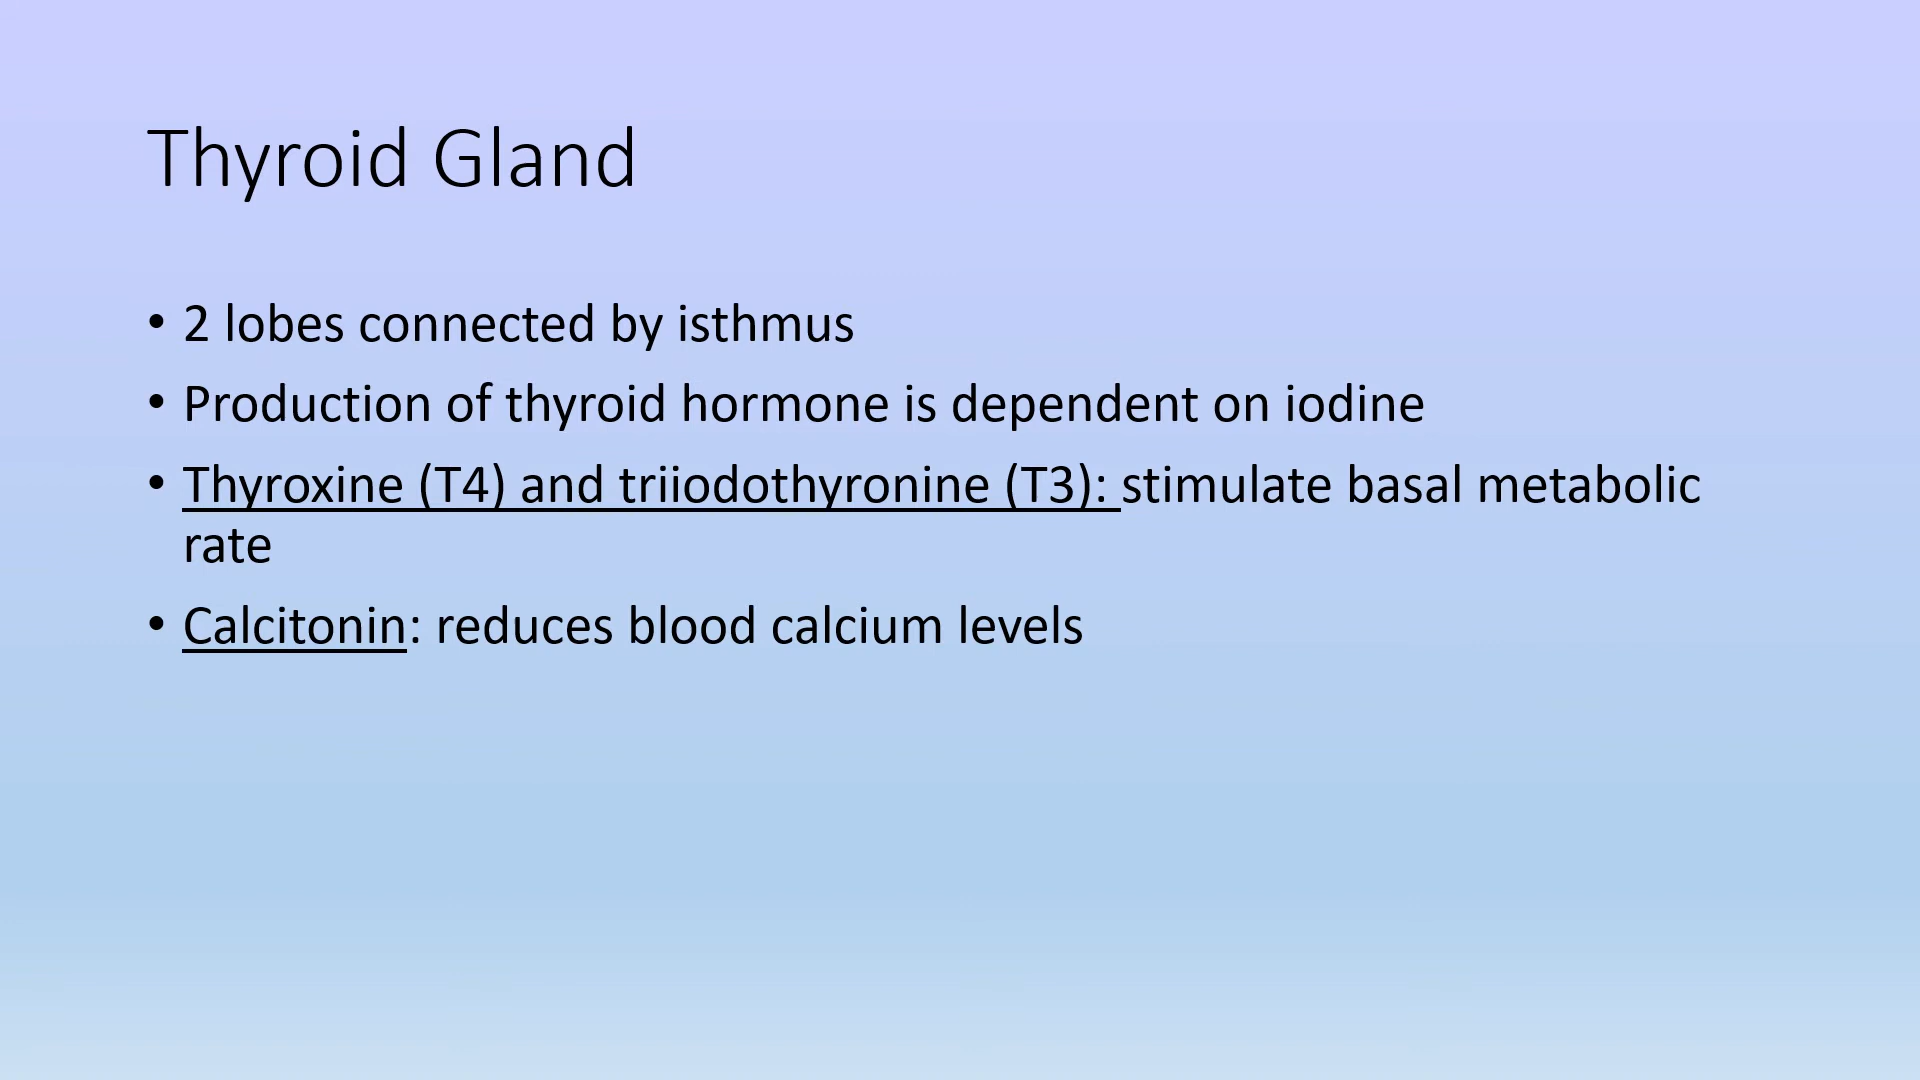 Thyroid Gland
• 2 lobes connected by isthmus
• Production of thyroid hormone is dependent on iodine
• Thyroxine (T4) and triiodothyronine (T3): stimulate basal metabolic
rate
• Calcitonin: reduces blood calcium levels